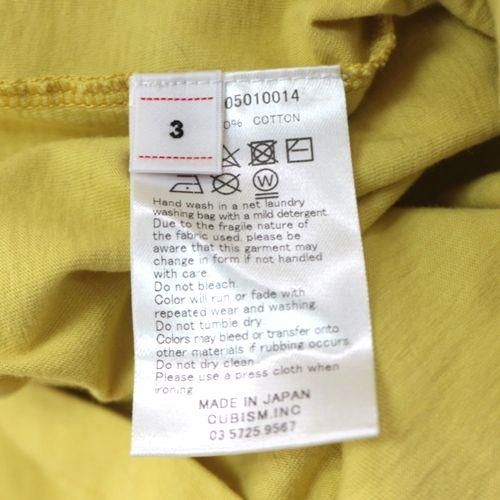 05010014
3
0% COTTON
W
Hand wash in a net laundry
washing bag with a mild detergent.
Due to the fragile nature of
the fabric used, please be
aware that this garment may
change in form if not handled
with care.
Do not bleach.
Color will run or fade with
repeated wear and washing.
Do not tumble dry.
Colors may bleed or transfer onto
other materials if rubbing occurs.
Do not dry clean.
Please use a press cloth when
ironing.
MADE IN JAPAN
CUBISM.INC
03 5725 9567